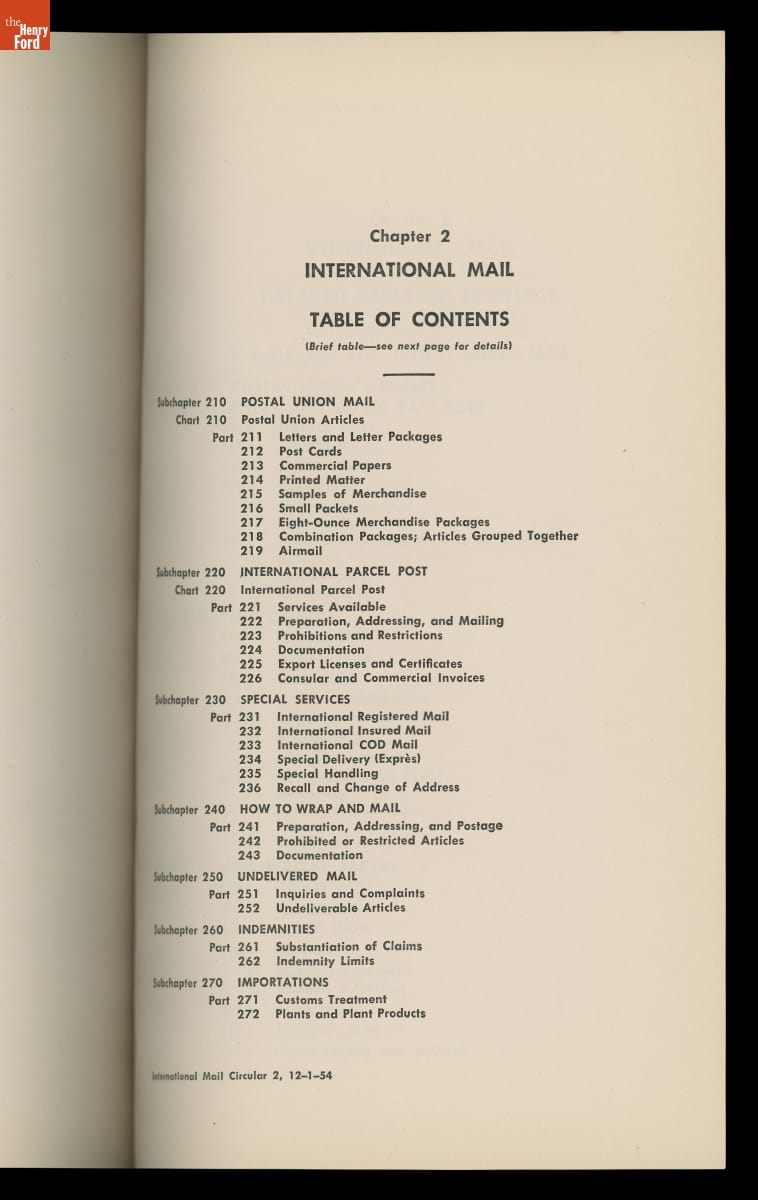 the
Henry
Ford
Chapter 2
INTERNATIONAL MAIL
TABLE OF CONTENTS
(Brief table—see next page for details)
Subchapter 210 POSTAL UNION MAIL
Chart 210 Postal Union Articles
Part 211 Letters and Letter Packages
212 Post Cards
213 Commercial Papers
214 Printed Matter
215 Samples of Merchandise
216 Small Packets
217 Eight-Ounce Merchandise Packages
218 Combination Packages; Articles Grouped Together
219 Airmail
Subchapter 220 INTERNATIONAL PARCEL POST
Chart 220 International Parcel Post
Part 221 Services Available
222 Preparation, Addressing, and Mailing
223 Prohibitions and Restrictions
224 Documentation
225 Export Licenses and Certificates
226 Consular and Commercial Invoices
Subchapter 230 SPECIAL SERVICES
Part 231 International Registered Mail
232 International Insured Mail
233 International COD Mail
234 Special Delivery (Exprès)
235 Special Handling
236 Recall and Change of Address
Subchapter 240 HOW TO WRAP AND MAIL
Part 241 Preparation, Addressing, and Postage
242 Prohibited or Restricted Articles
243 Documentation
Subchapter 250 UNDELIVERED MAIL
Part 251 Inquiries and Complaints
252 Undeliverable Articles
Subchapter 260 INDEMNITIES
Part 261 Substantiation of Claims
262 Indemnity Limits
Subchapter 270 IMPORTATIONS
Part 271 Customs Treatment
272 Plants and Plant Products
International Mail Circular 2, 12–1–54